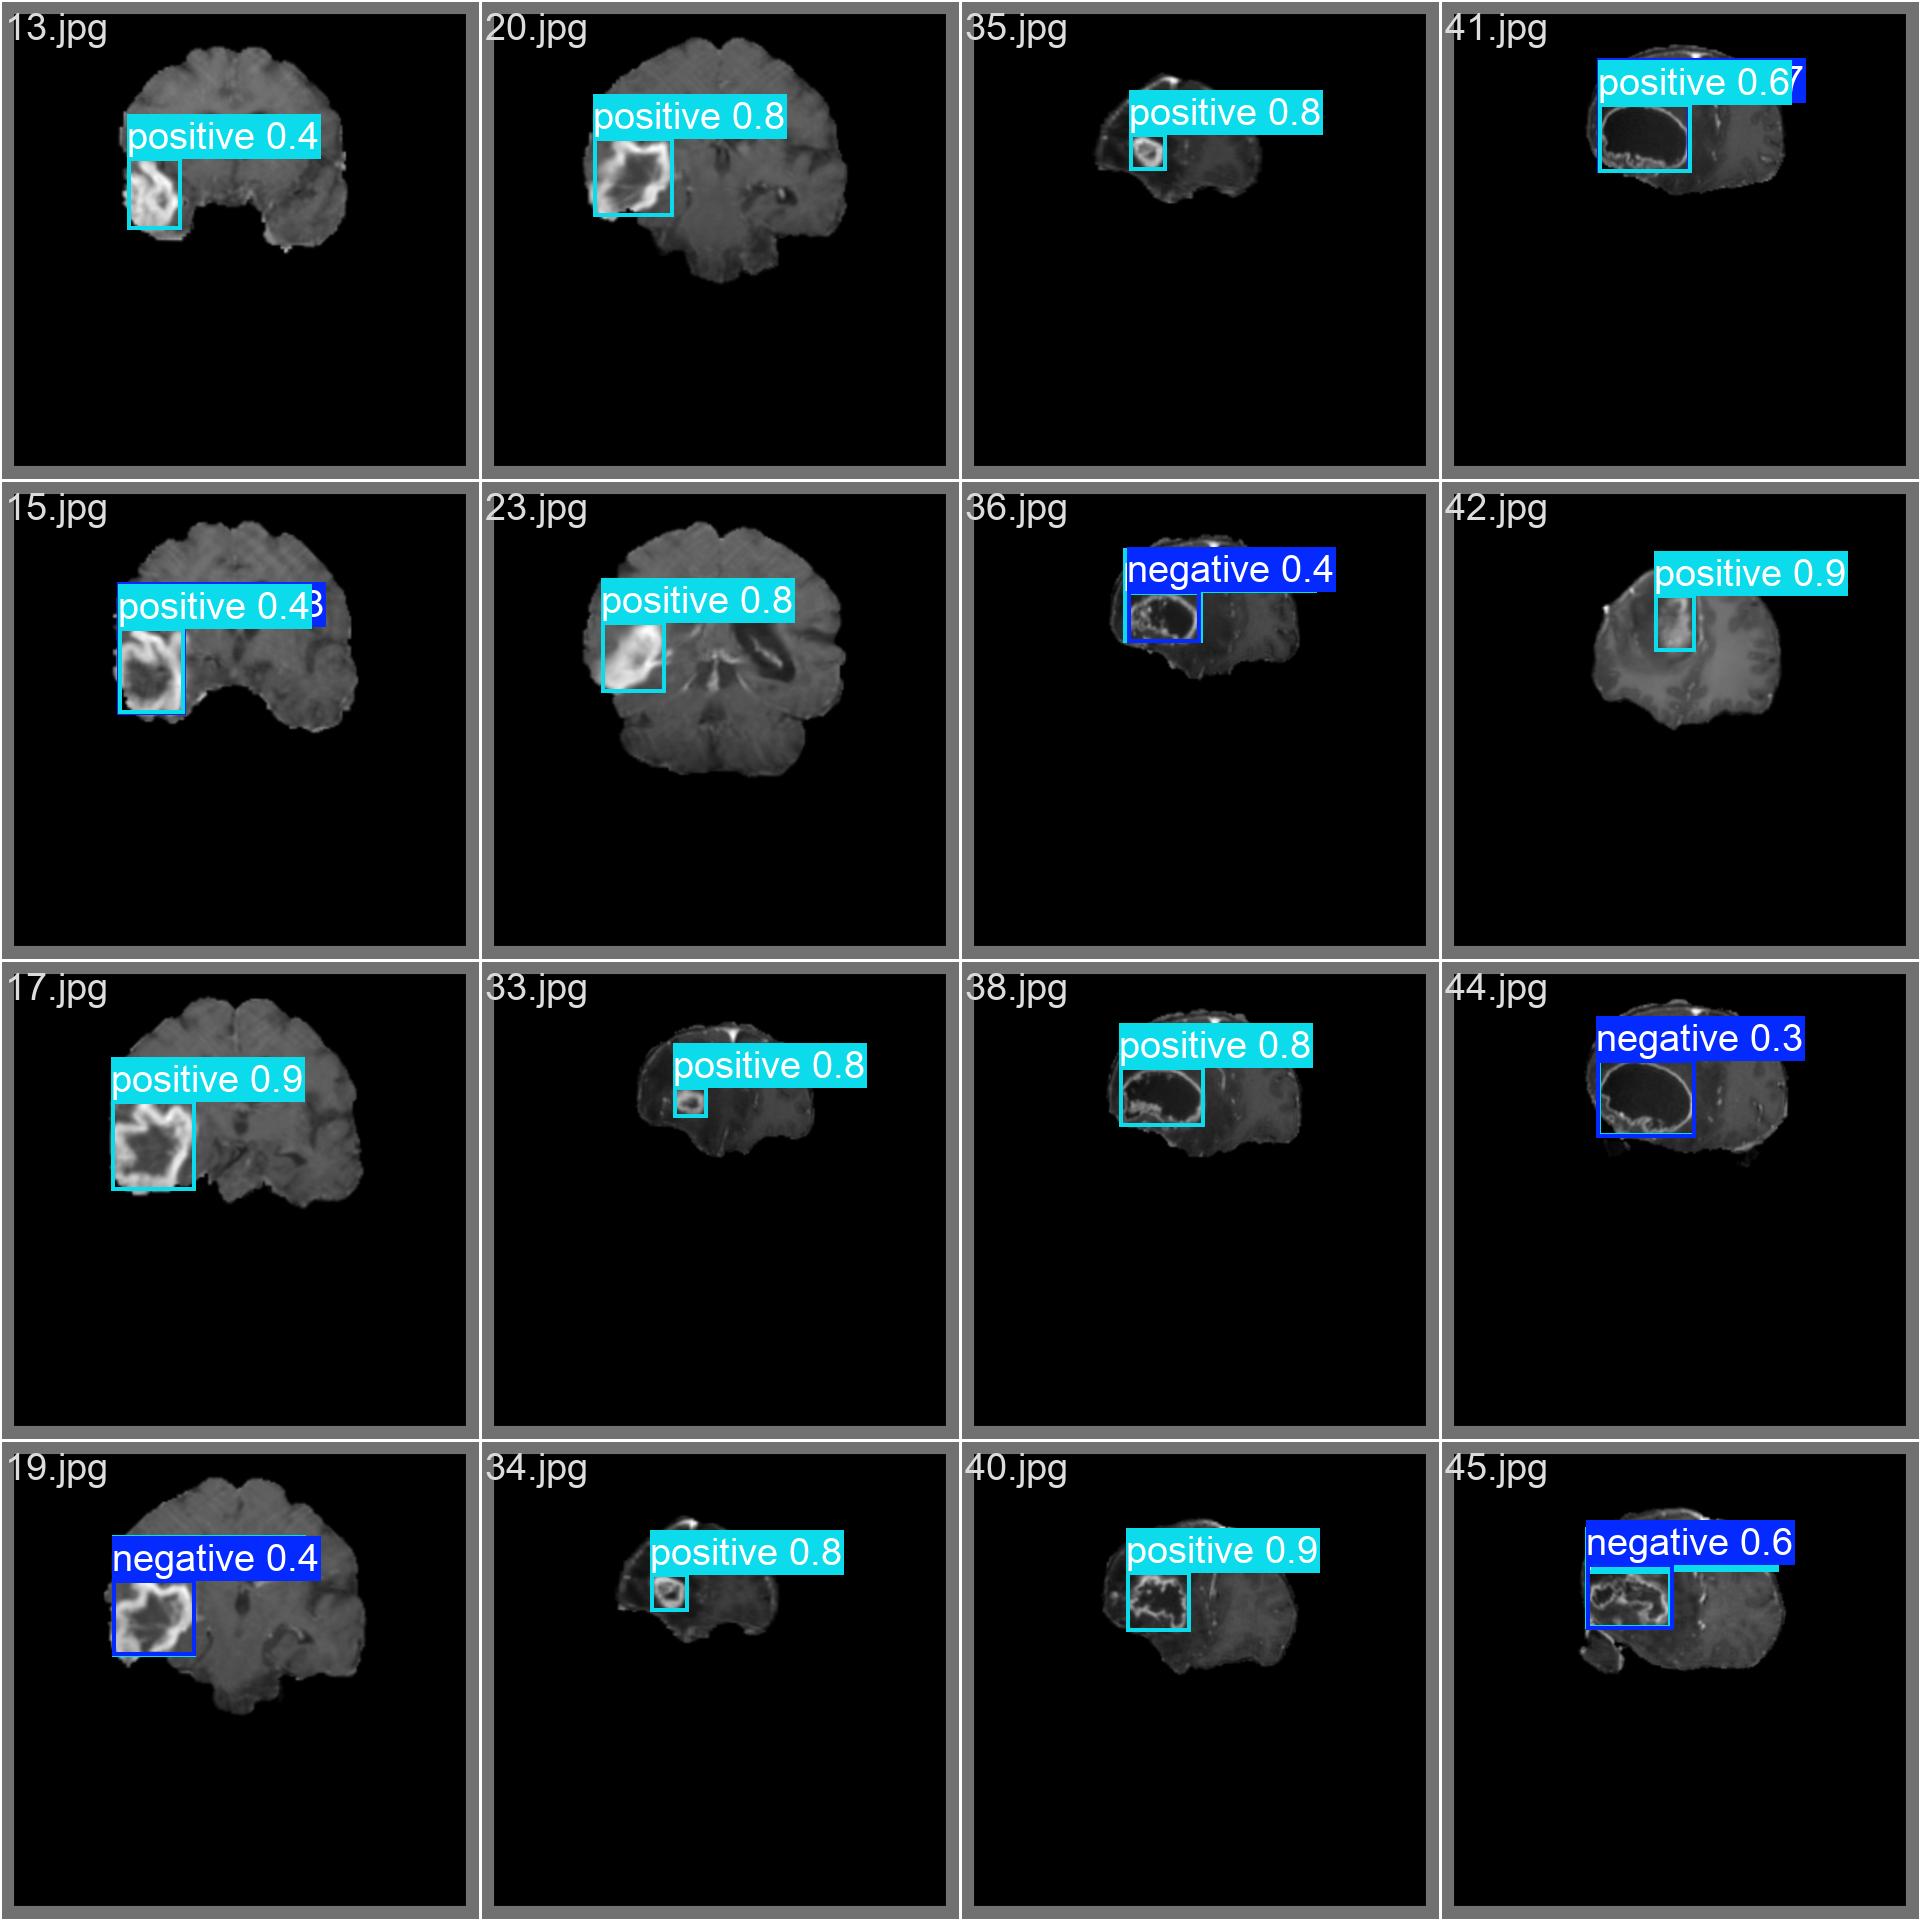 13.jpg
positive 0.4
20.jpg
positive 0.8
35.jpg
positive 0.8
41.jpg
positive 0.6
15.jpg
positive 0.4
23.jpg
positive 0.8
36.jpg
negative 0.4
42.jpg
positive 0.9
17.jpg
positive 0.9
33.jpg
positive 0.8
38.jpg
positive 0.8
44.jpg
negative 0.3
19.jpg
negative 0.4
34.jpg
positive 0.8
40.jpg
positive 0.9
45.jpg
negative 0.6